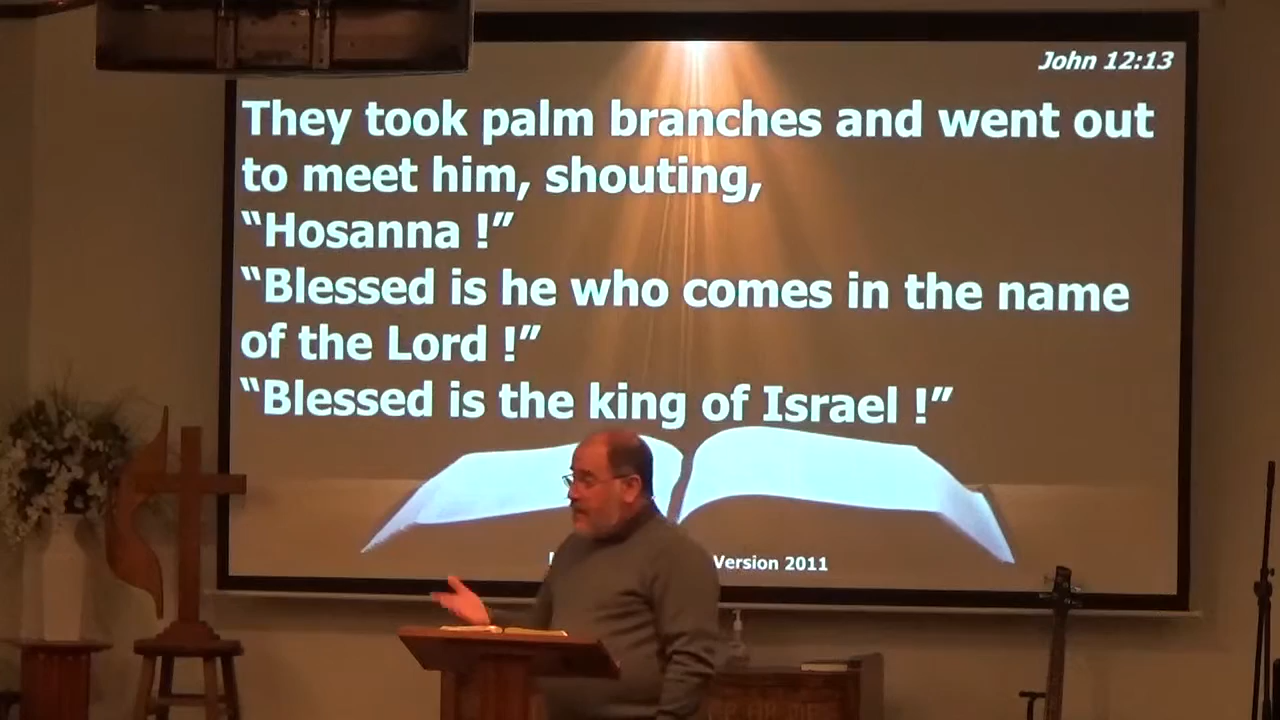 John 12:13
They took palm branches and went out
to meet him, shouting,
“Hosanna !”
“Blessed is he who comes in the name
of the Lord !”
“Blessed is the king of Israel !”
Version 2011